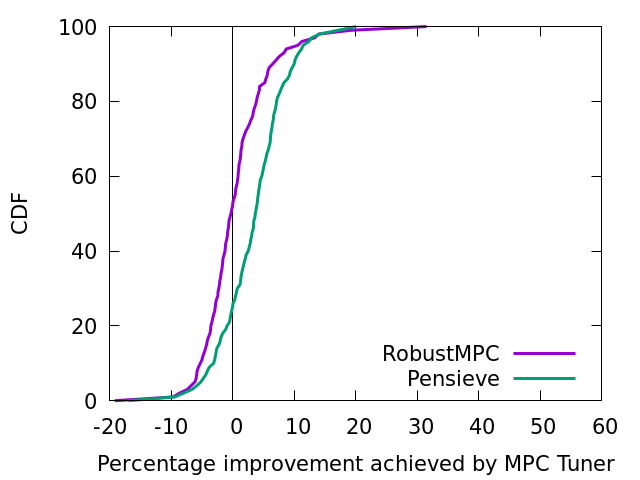 100
80
60
40
20
0
CDF
RobustMPC
Pensieve
-20 -10 0 10 20 30 40 50 60
Percentage improvement achieved by MPC Tuner